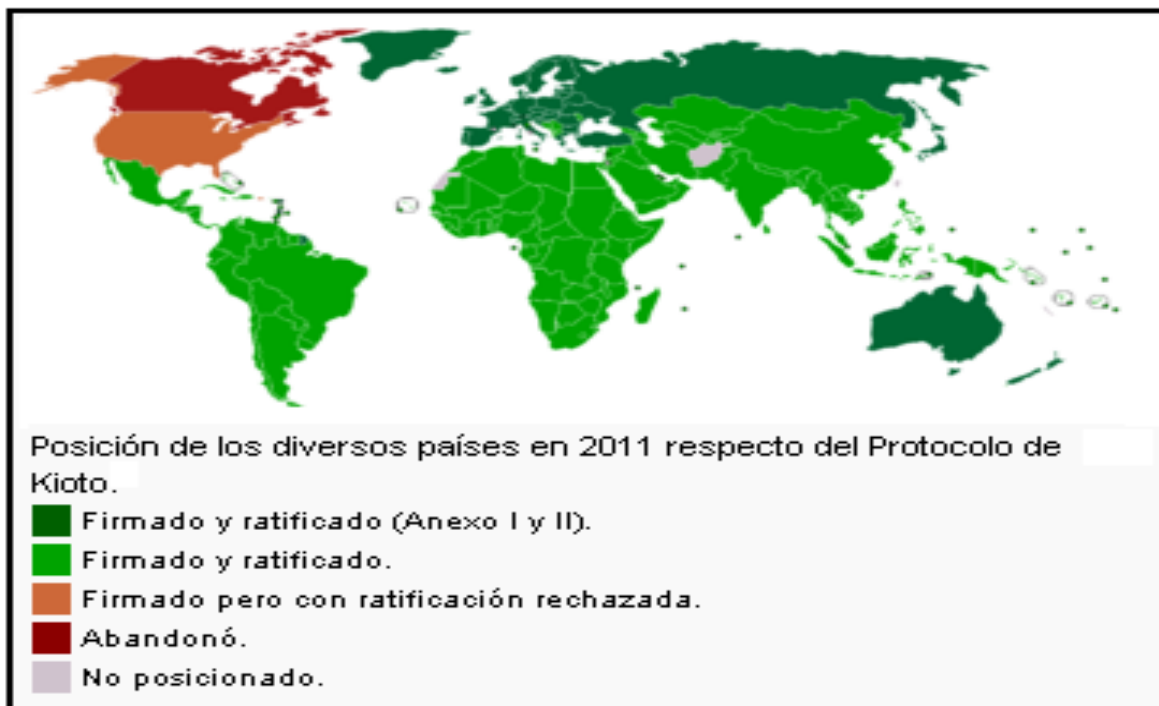 Posición de los diversos países en 2011 respecto del Protocolo de
Kioto.
Firmado y ratificado (Anexo I y II).
Firmado y ratificado.
Firmado pero con ratificación rechazada.
Abandonó.
No posicionado.